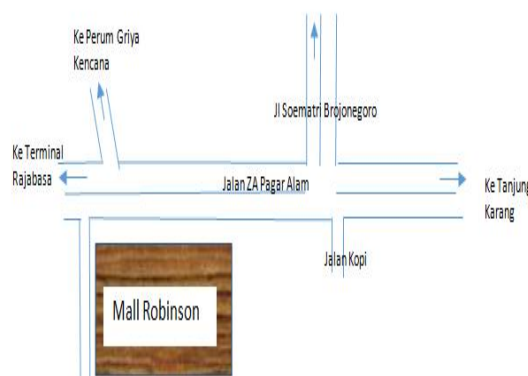 Ke Perum Griya
Kencana
Jl Soematri Brojonegoro
Ke Terminal
Rajabasa
Jalan ZA Pagar Alam
Ke Tanjung
Karang
Jalan Kopi
Mall Robinson